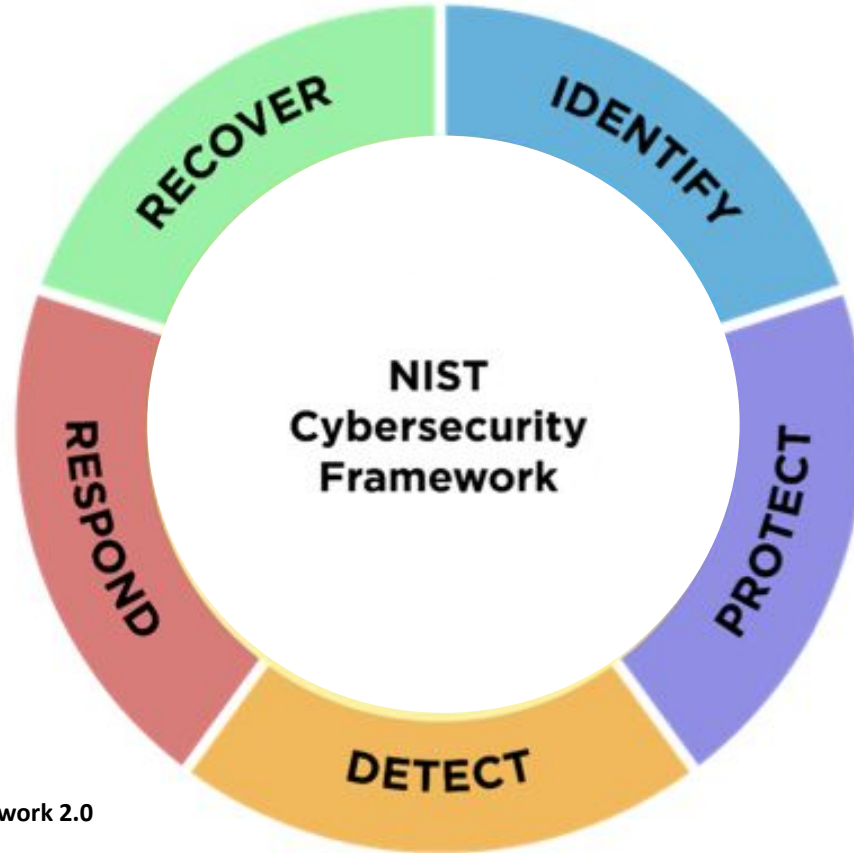 RECOVER
IDENTIFY
NIST
Cybersecurity
Framework
RESPOND
PROTECT
DETECT
work 2.0